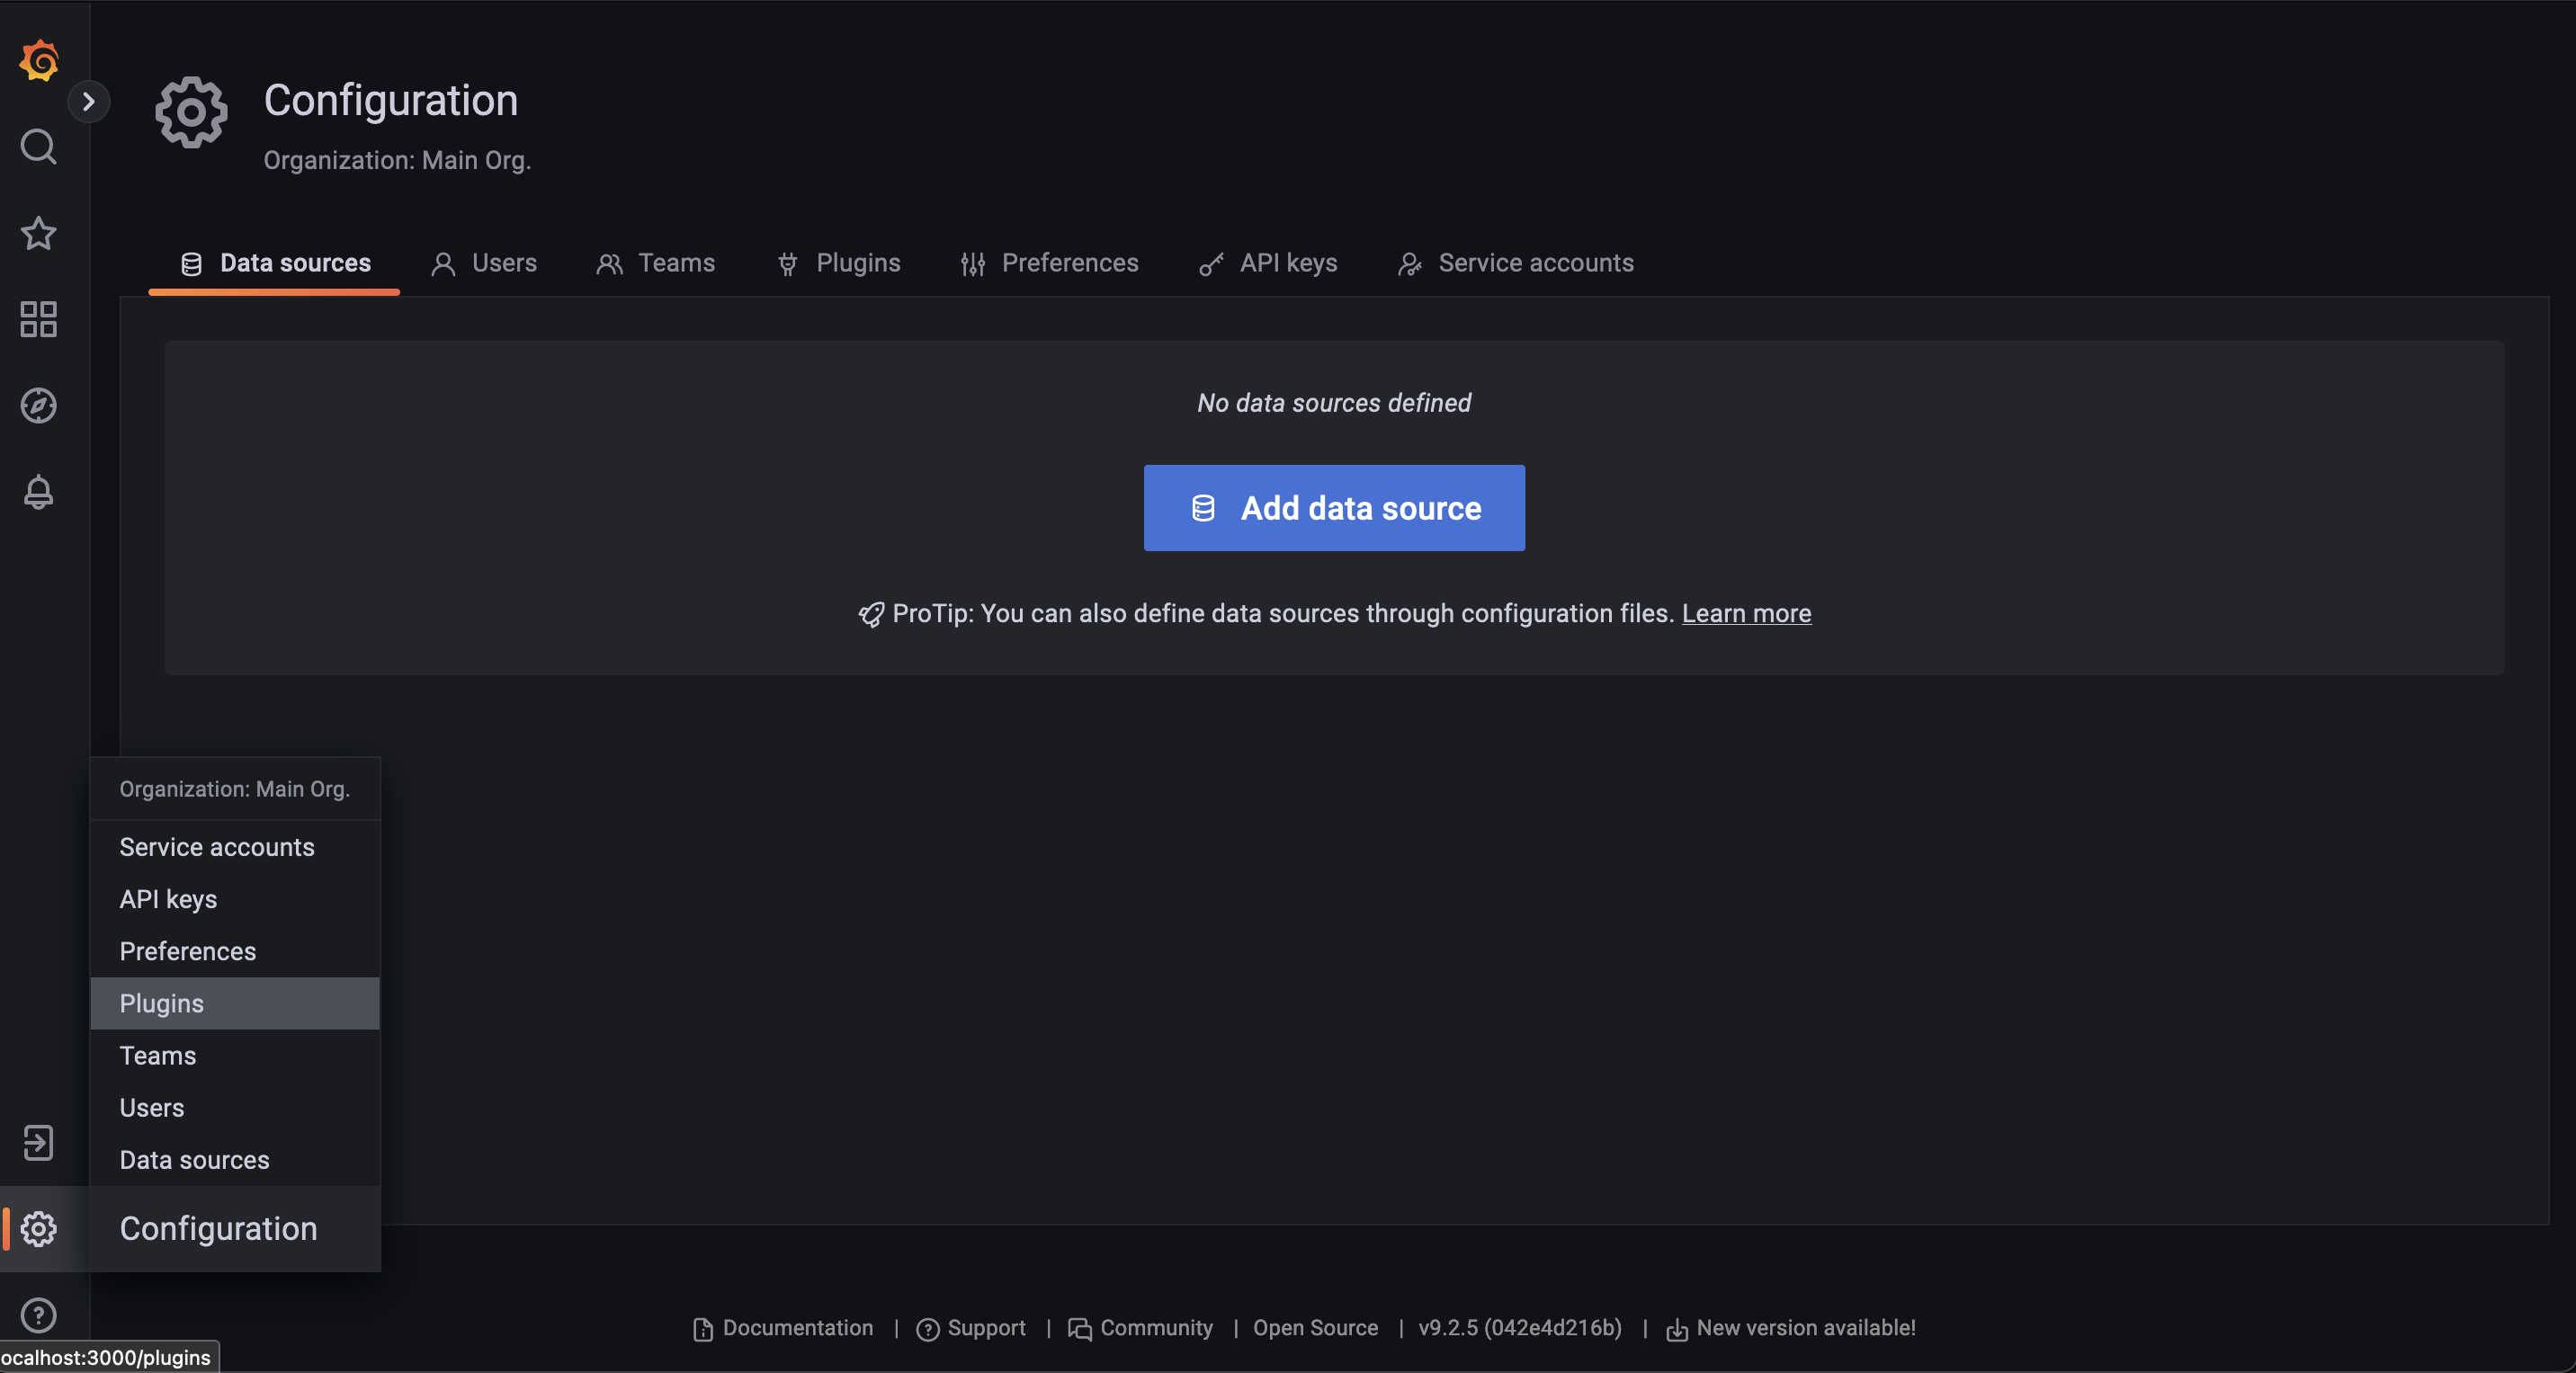 Configuration
Organization: Main Org.
Data sources
Users
Teams
Plugins
Preferences
API keys
Service accounts
No data sources defined
Add data source
ProTip: You can also define data sources through configuration files. Learn more
Organization: Main Org.
Service accounts
API keys
Preferences
Plugins
Teams
Users
Data sources
Configuration
Documentation | Support | Community | Open Source | v9.2.5 (042e4d216b) | New version available!
ocalhost:3000/plugins